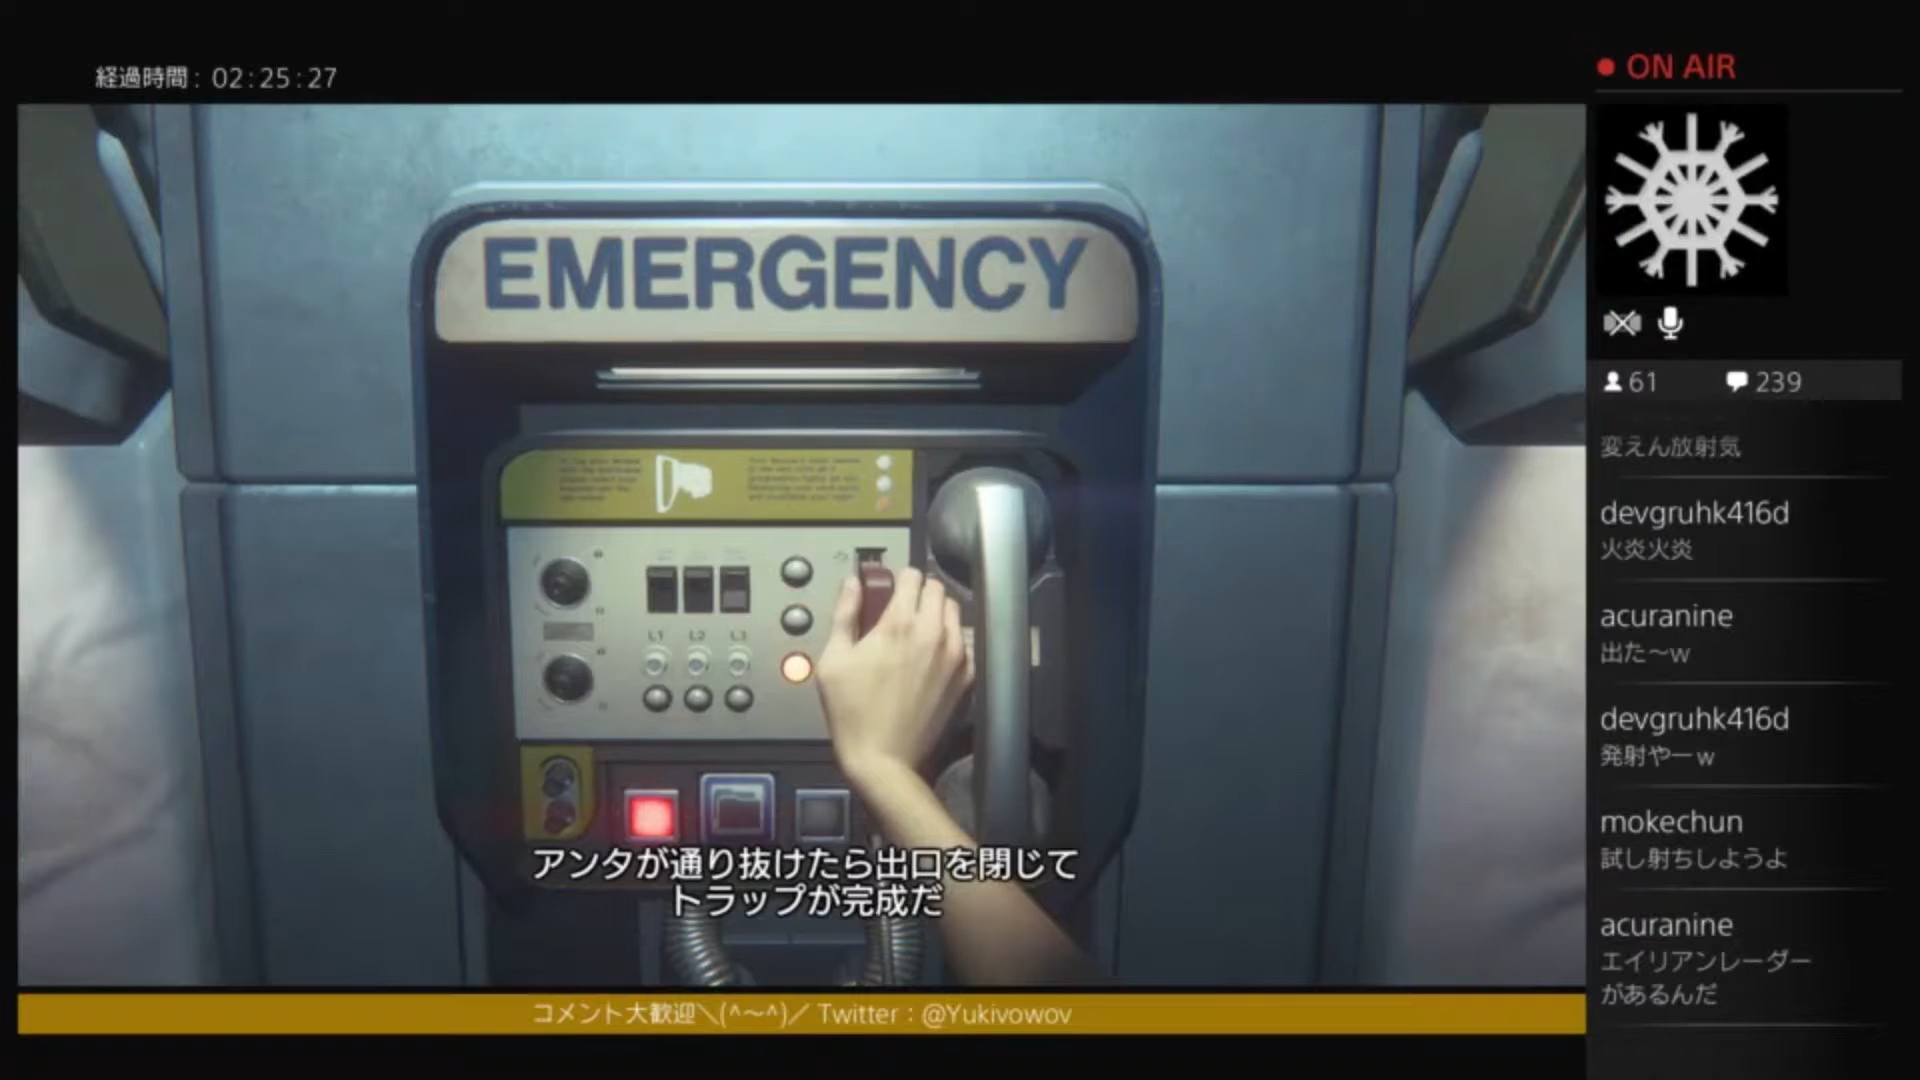 経過時間: 02:25:27
ON AIR
EMERGENCY
L1 L2 L3
アンタが通り抜けたら出口を閉じて
トラップが完成だ
コメント大歓迎＼(^～^)／ Twitter：@Yukivowov
61 239
変えん放射気
devgruhk416d
火炎火炎
acuranine
出た～w
devgruhk416d
発射やーw
mokechun
試し射ちしようよ
acuranine
エイリアンレーダー
があるんだ